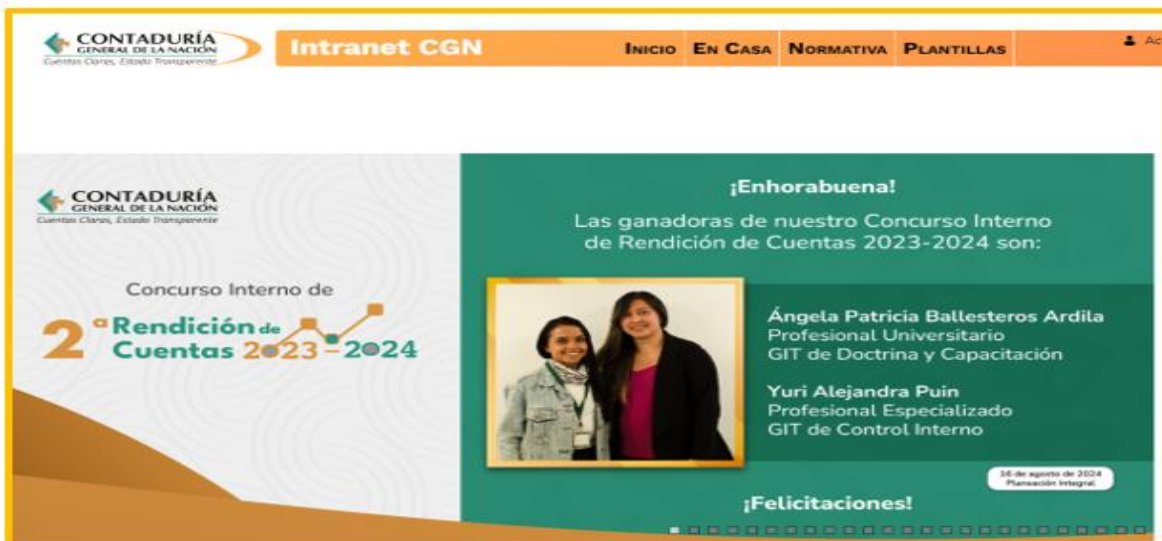 CONTADURÍA
GENERAL DE LA NACIÓN
Cuentas Claras, Estado Transparente
Intranet CGN
INICIO EN CASA NORMATIVA PLANTILLAS
CONTADURÍA
GENERAL DE LA NACIÓN
Cuentas Claras, Estado Transparente
Concurso Interno de
2ª Rendición de
Cuentas 2023-2024
¡Enhorabuena!
Las ganadoras de nuestro Concurso Interno
de Rendición de Cuentas 2023-2024 son:
Ángela Patricia Ballesteros Ardila
Profesional Universitario
GIT de Doctrina y Capacitación
Yuri Alejandra Puin
Profesional Especializado
GIT de Control Interno
16 de agosto de 2024
Planeación Integral
¡Felicitaciones!